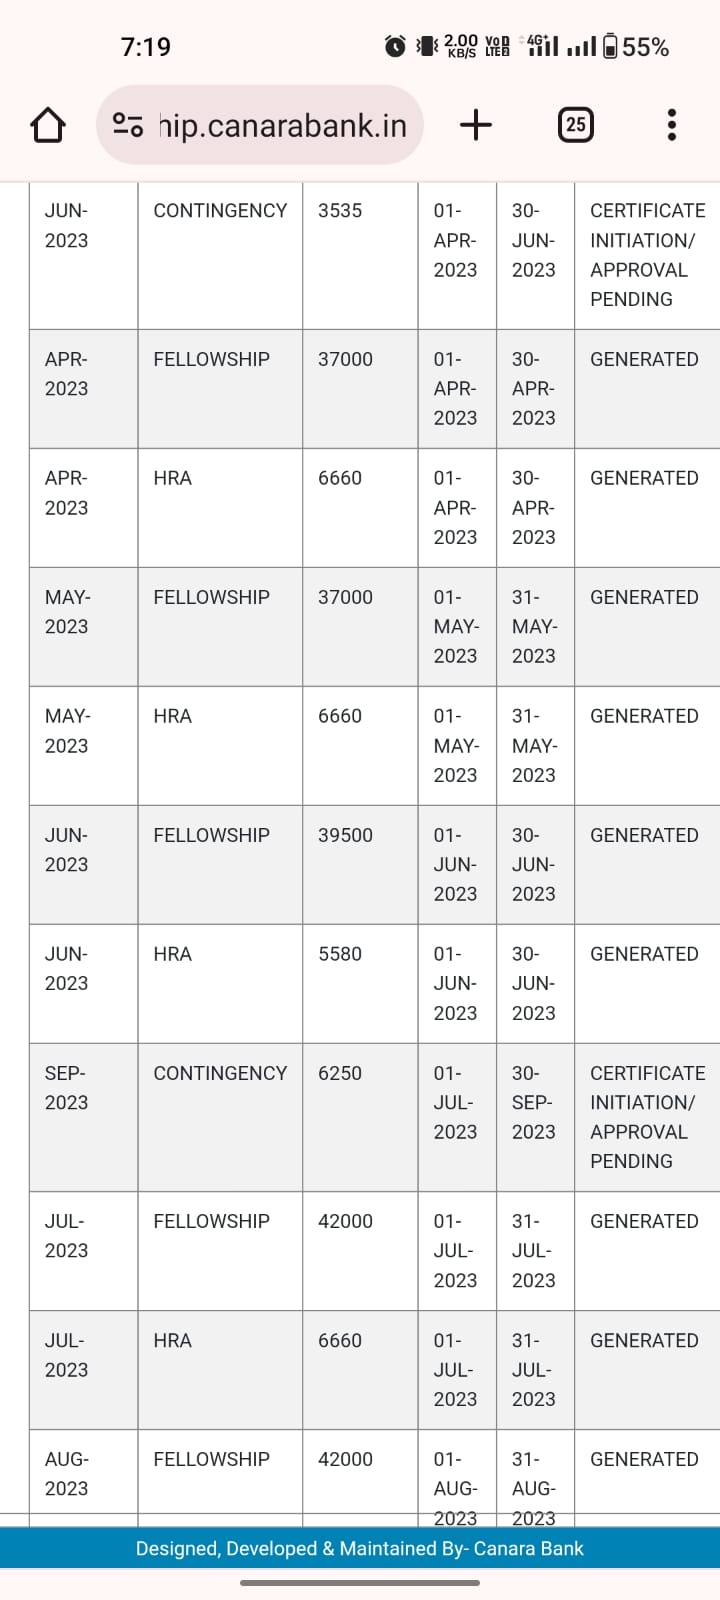 7:19 2.00 KB/S VoD LTE2 4G+ 55%
hip.canarabank.in 25
JUN-2023 CONTINGENCY 3535 01-APR-2023 30-JUN-2023 CERTIFICATE INITIATION/ APPROVAL PENDING
APR-2023 FELLOWSHIP 37000 01-APR-2023 30-APR-2023 GENERATED
APR-2023 HRA 6660 01-APR-2023 30-APR-2023 GENERATED
MAY-2023 FELLOWSHIP 37000 01-MAY-2023 31-MAY-2023 GENERATED
MAY-2023 HRA 6660 01-MAY-2023 31-MAY-2023 GENERATED
JUN-2023 FELLOWSHIP 39500 01-JUN-2023 30-JUN-2023 GENERATED
JUN-2023 HRA 5580 01-JUN-2023 30-JUN-2023 GENERATED
SEP-2023 CONTINGENCY 6250 01-JUL-2023 30-SEP-2023 CERTIFICATE INITIATION/ APPROVAL PENDING
JUL-2023 FELLOWSHIP 42000 01-JUL-2023 31-JUL-2023 GENERATED
JUL-2023 HRA 6660 01-JUL-2023 31-JUL-2023 GENERATED
AUG-2023 FELLOWSHIP 42000 01-AUG-2023 31-AUG-2023 GENERATED
Designed, Developed & Maintained By- Canara Bank